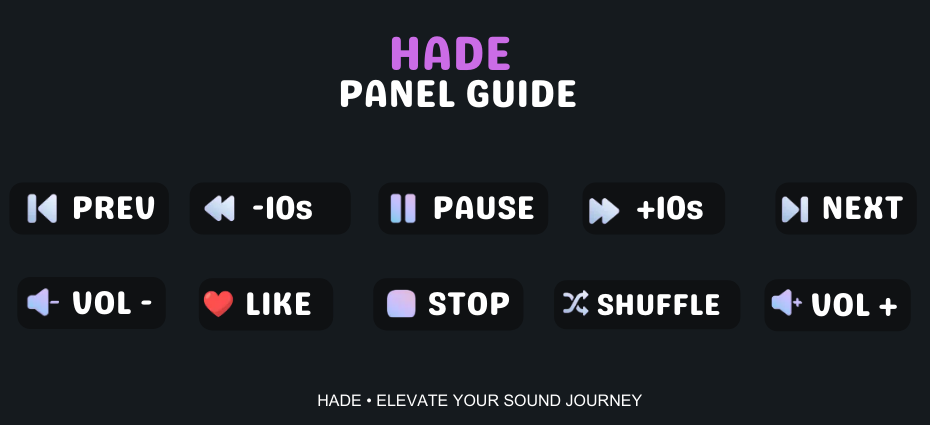 HADE
PANEL GUIDE
PREV -10s PAUSE +10s NEXT
VOL - LIKE STOP SHUFFLE VOL +
HADE • ELEVATE YOUR SOUND JOURNEY